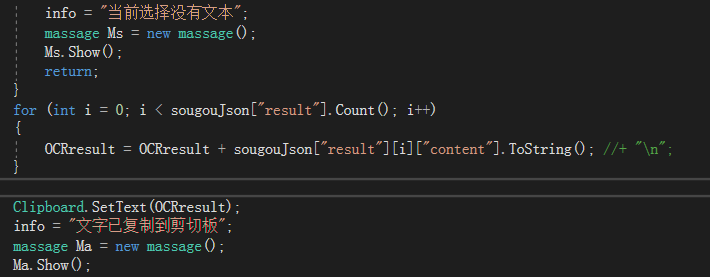 info = "当前选择没有文本";
massage Ms = new massage();
Ms.Show();
return;
}
for (int i = 0; i < sougouJson["result"].Count(); i++)
{
OCRresult = OCRresult + sougouJson["result"][i]["content"].ToString(); //+ "\n";
}
Clipboard.SetText(OCRresult);
info = "文字已复制到剪切板";
massage Ma = new massage();
Ma.Show();